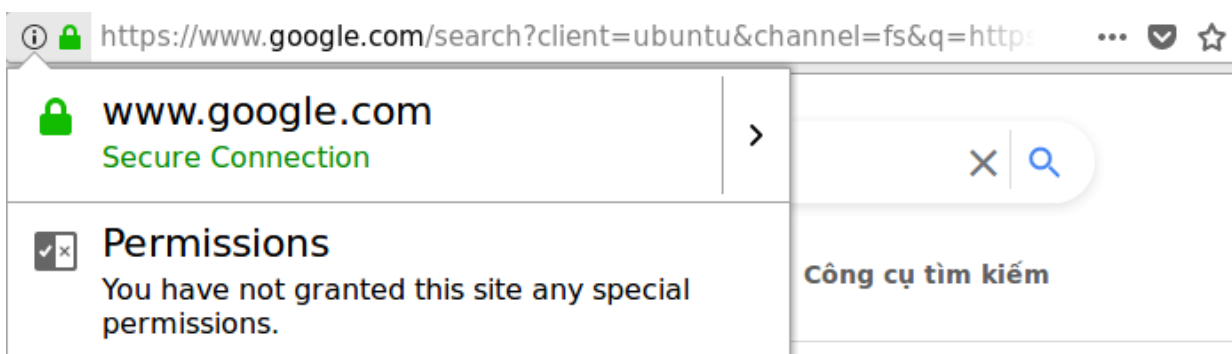 https://www.google.com/search?client=ubuntu&channel=fs&q=https
www.google.com
Secure Connection
Permissions
You have not granted this site any special
permissions.
Công cụ tìm kiếm